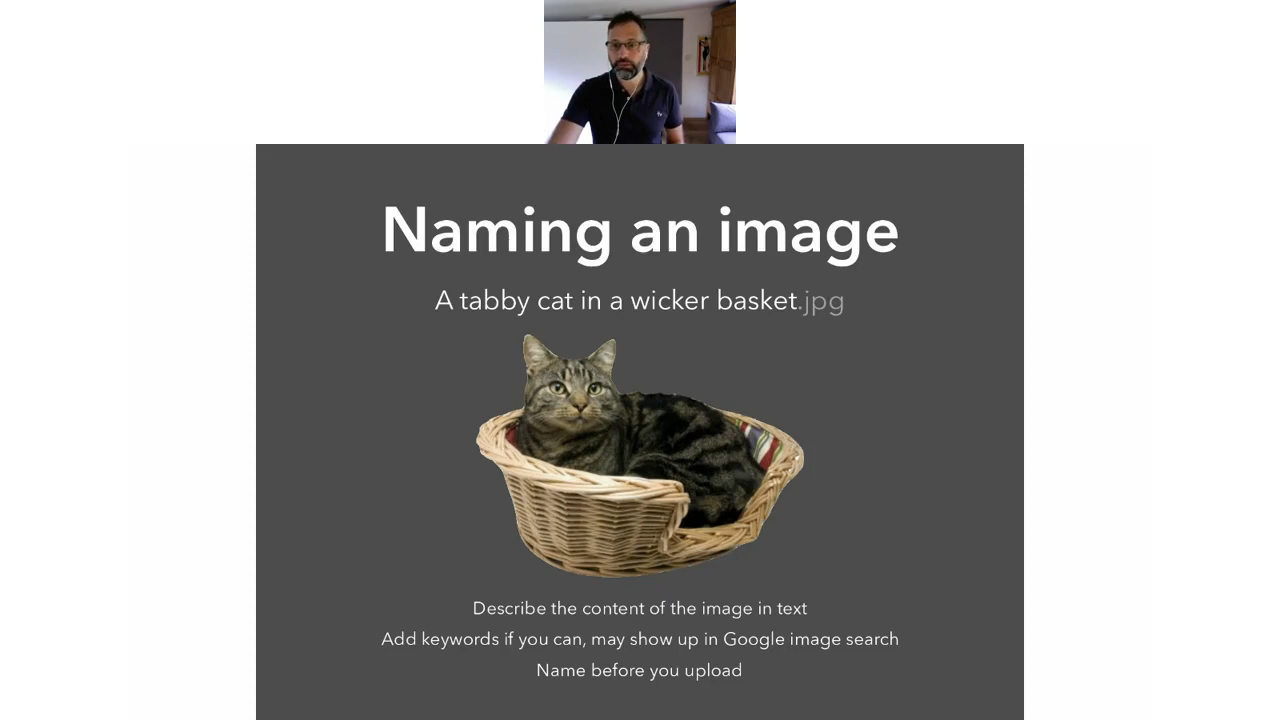 Naming an image
A tabby cat in a wicker basket.jpg
Describe the content of the image in text
Add keywords if you can, may show up in Google image search
Name before you upload